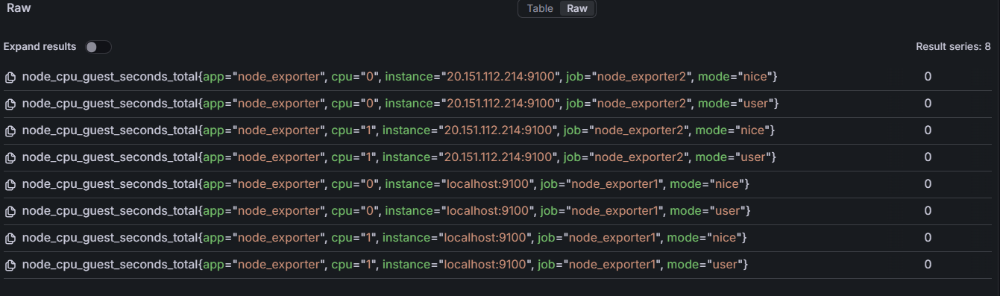 Raw
Table Raw
Expand results Result series: 8
node_cpu_guest_seconds_total{app="node_exporter", cpu="0", instance="20.151.112.214:9100", job="node_exporter2", mode="nice"} 0
node_cpu_guest_seconds_total{app="node_exporter", cpu="0", instance="20.151.112.214:9100", job="node_exporter2", mode="user"} 0
node_cpu_guest_seconds_total{app="node_exporter", cpu="1", instance="20.151.112.214:9100", job="node_exporter2", mode="nice"} 0
node_cpu_guest_seconds_total{app="node_exporter", cpu="1", instance="20.151.112.214:9100", job="node_exporter2", mode="user"} 0
node_cpu_guest_seconds_total{app="node_exporter", cpu="0", instance="localhost:9100", job="node_exporter1", mode="nice"} 0
node_cpu_guest_seconds_total{app="node_exporter", cpu="0", instance="localhost:9100", job="node_exporter1", mode="user"} 0
node_cpu_guest_seconds_total{app="node_exporter", cpu="1", instance="localhost:9100", job="node_exporter1", mode="nice"} 0
node_cpu_guest_seconds_total{app="node_exporter", cpu="1", instance="localhost:9100", job="node_exporter1", mode="user"} 0